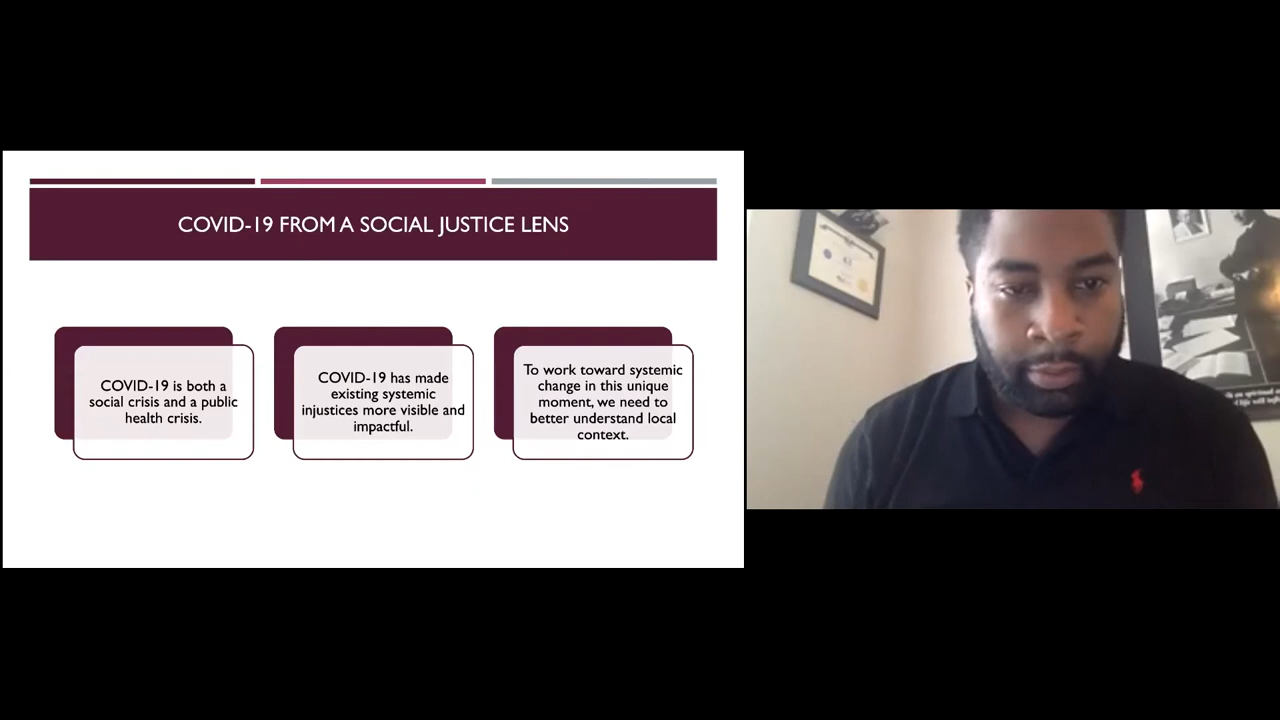 COVID-19 FROM A SOCIAL JUSTICE LENS
COVID-19 is both a
social crisis and a public
health crisis.
COVID-19 has made
existing systemic
injustices more visible and
impactful.
To work toward systemic
change in this unique
moment, we need to
better understand local
context.